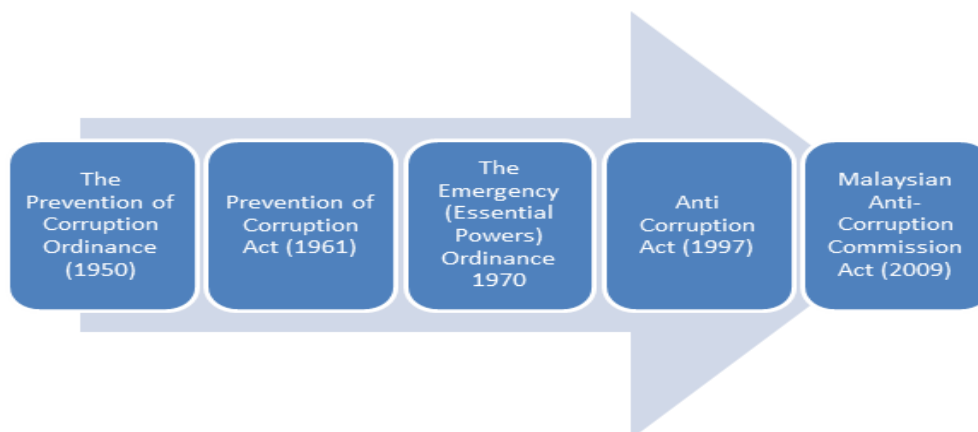 The
Prevention of
Corruption
Ordinance
(1950)
Prevention of
Corruption
Act (1961)
The
Emergency
(Essential
Powers)
Ordinance
1970
Anti
Corruption
Act (1997)
Malaysian
Anti-
Corruption
Commission
Act (2009)